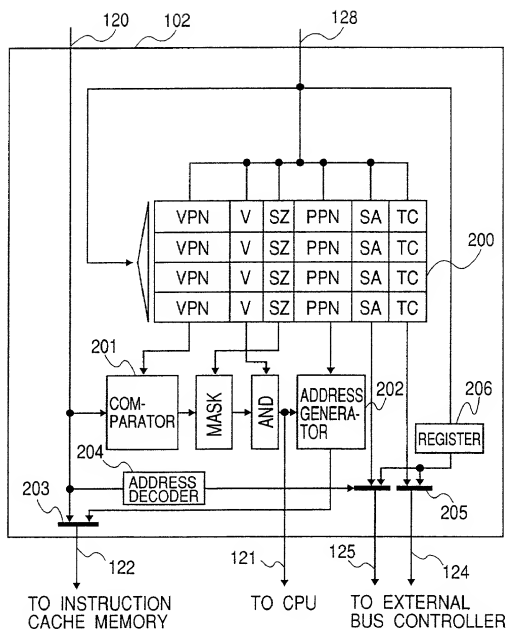 120
102
128
VPN V SZ PPN SA TC
VPN V SZ PPN SA TC
VPN V SZ PPN SA TC
VPN V SZ PPN SA TC
200
201
COM-
PARATOR
MASK
AND
ADDRESS
GENERA-
TOR
202
206
REGISTER
204
ADDRESS
DECODER
203
205
122
121
125
124
TO INSTRUCTION
CACHE MEMORY
TO CPU
TO EXTERNAL
BUS CONTROLLER